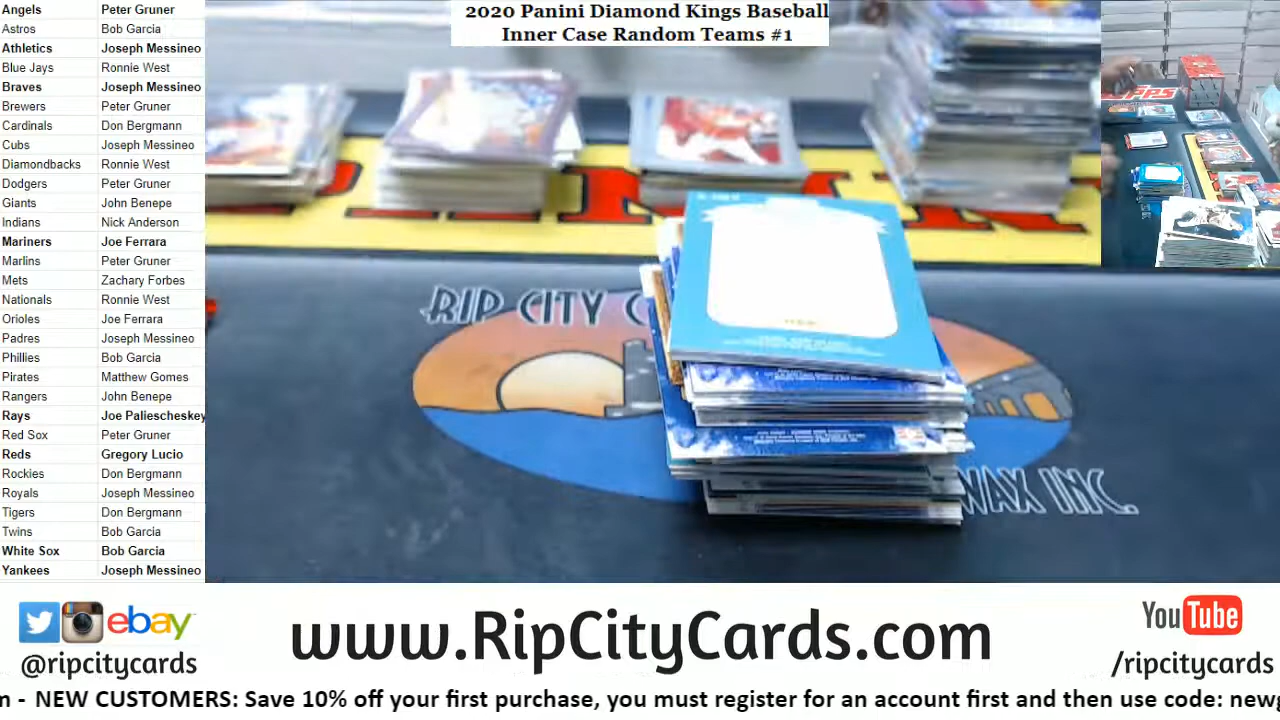 Angels Peter Gruner
Astros Bob Garcia
Athletics Joseph Messineo
Blue Jays Ronnie West
Braves Joseph Messineo
Brewers Peter Gruner
Cardinals Don Bergmann
Cubs Joseph Messineo
Diamondbacks Ronnie West
Dodgers Peter Gruner
Giants John Benepe
Indians Nick Anderson
Mariners Joe Ferrara
Marlins Peter Gruner
Mets Zachary Forbes
Nationals Ronnie West
Orioles Joe Ferrara
Padres Joseph Messineo
Phillies Bob Garcia
Pirates Matthew Gomes
Rangers John Benepe
Rays Joe Paliescheskey
Red Sox Peter Gruner
Reds Gregory Lucio
Rockies Don Bergmann
Royals Joseph Messineo
Tigers Don Bergmann
Twins Bob Garcia
White Sox Bob Garcia
Yankees Joseph Messineo
2020 Panini Diamond Kings Baseball
Inner Case Random Teams #1
RIP CITY C
WAX INC.
ebay
@ripcitycards
www.RipCityCards.com
YouTube
/ripcitycards
m - NEW CUSTOMERS: Save 10% off your first purchase, you must register for an account first and then use code: newg